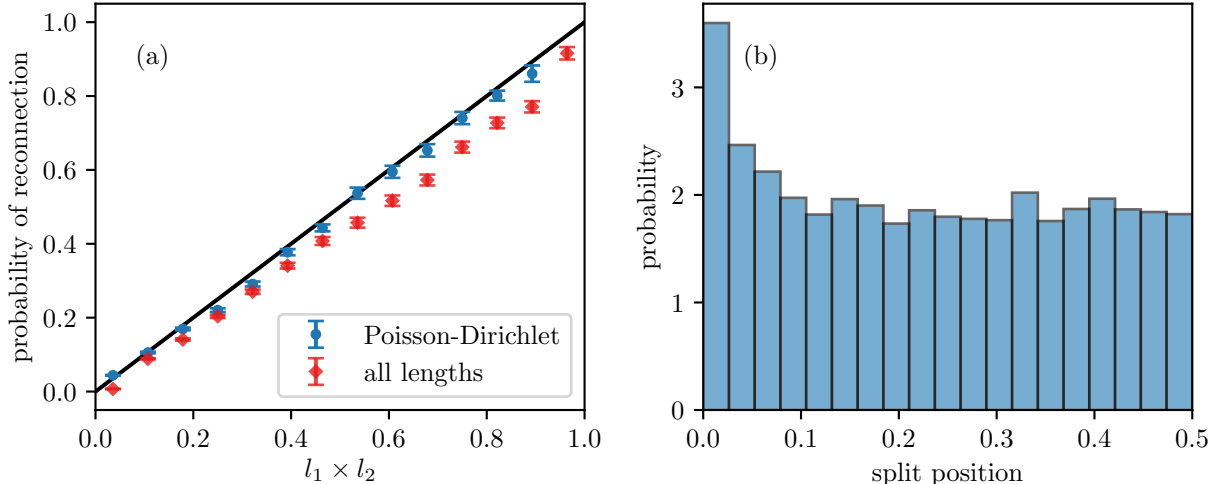 (a)
probability of reconnection
1.0
0.8
0.6
0.4
0.2
0.0
Poisson-Dirichlet
all lengths
0.0 0.2 0.4 0.6 0.8 1.0
l₁ × l₂
(b)
probability
3
2
1
0
0.0 0.1 0.2 0.3 0.4 0.5
split position